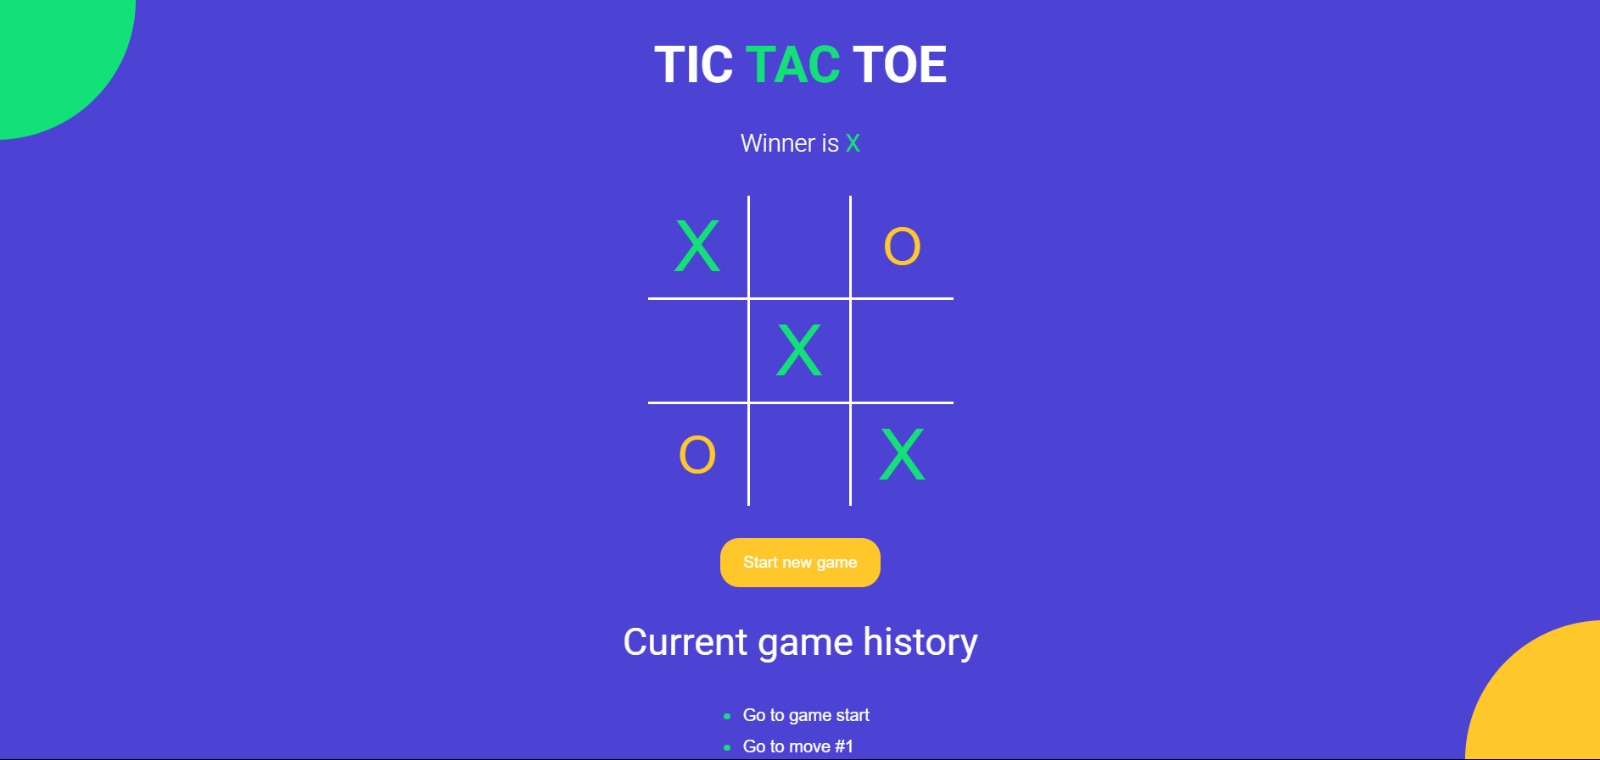 TIC TAC TOE
Winner is X
X O
X
O X
Start new game
Current game history
Go to game start
Go to move #1